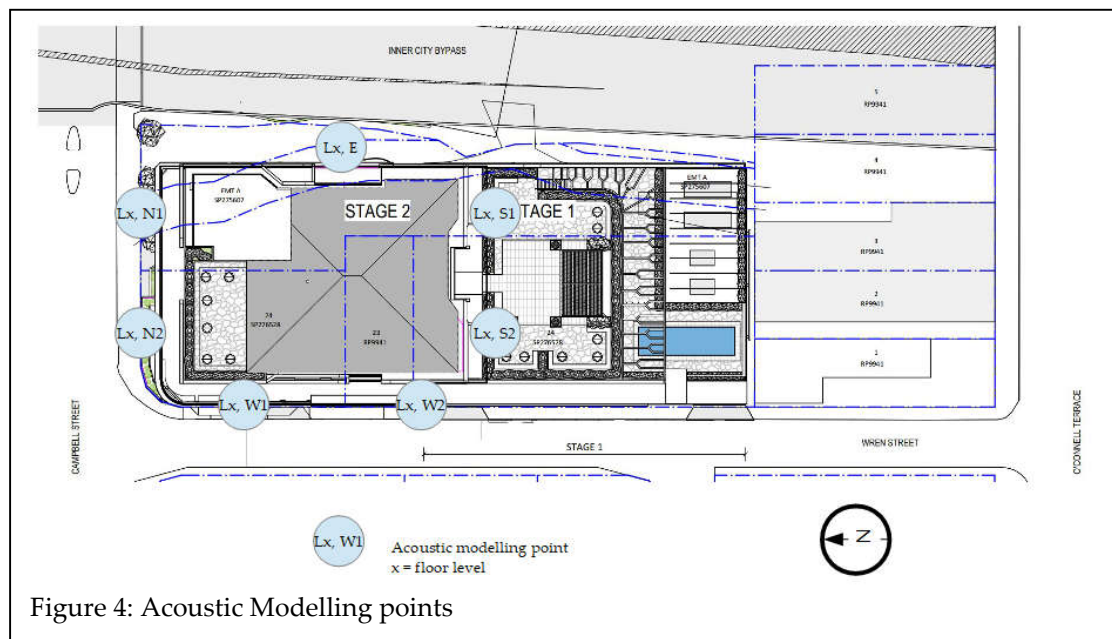 INNER CITY BYPASS
5
RP9941
4
RP9941
3
RP9941
2
RP9941
1
RP9941
Lx, E
EMT A
SP275607
Lx, N1
STAGE 2
Lx, S1
TAGE 1
EMT A
SP275607
C
24
SP276528
23
RP9941
Lx, N2
Lx, S2
24
SP276528
Lx, W1
Lx, W2
CAMPBELL STREET
STAGE 1
WREN STREET
O'CONNELL TERRACE
Lx, W1
Acoustic modelling point
x = floor level
N
Figure 4: Acoustic Modelling points